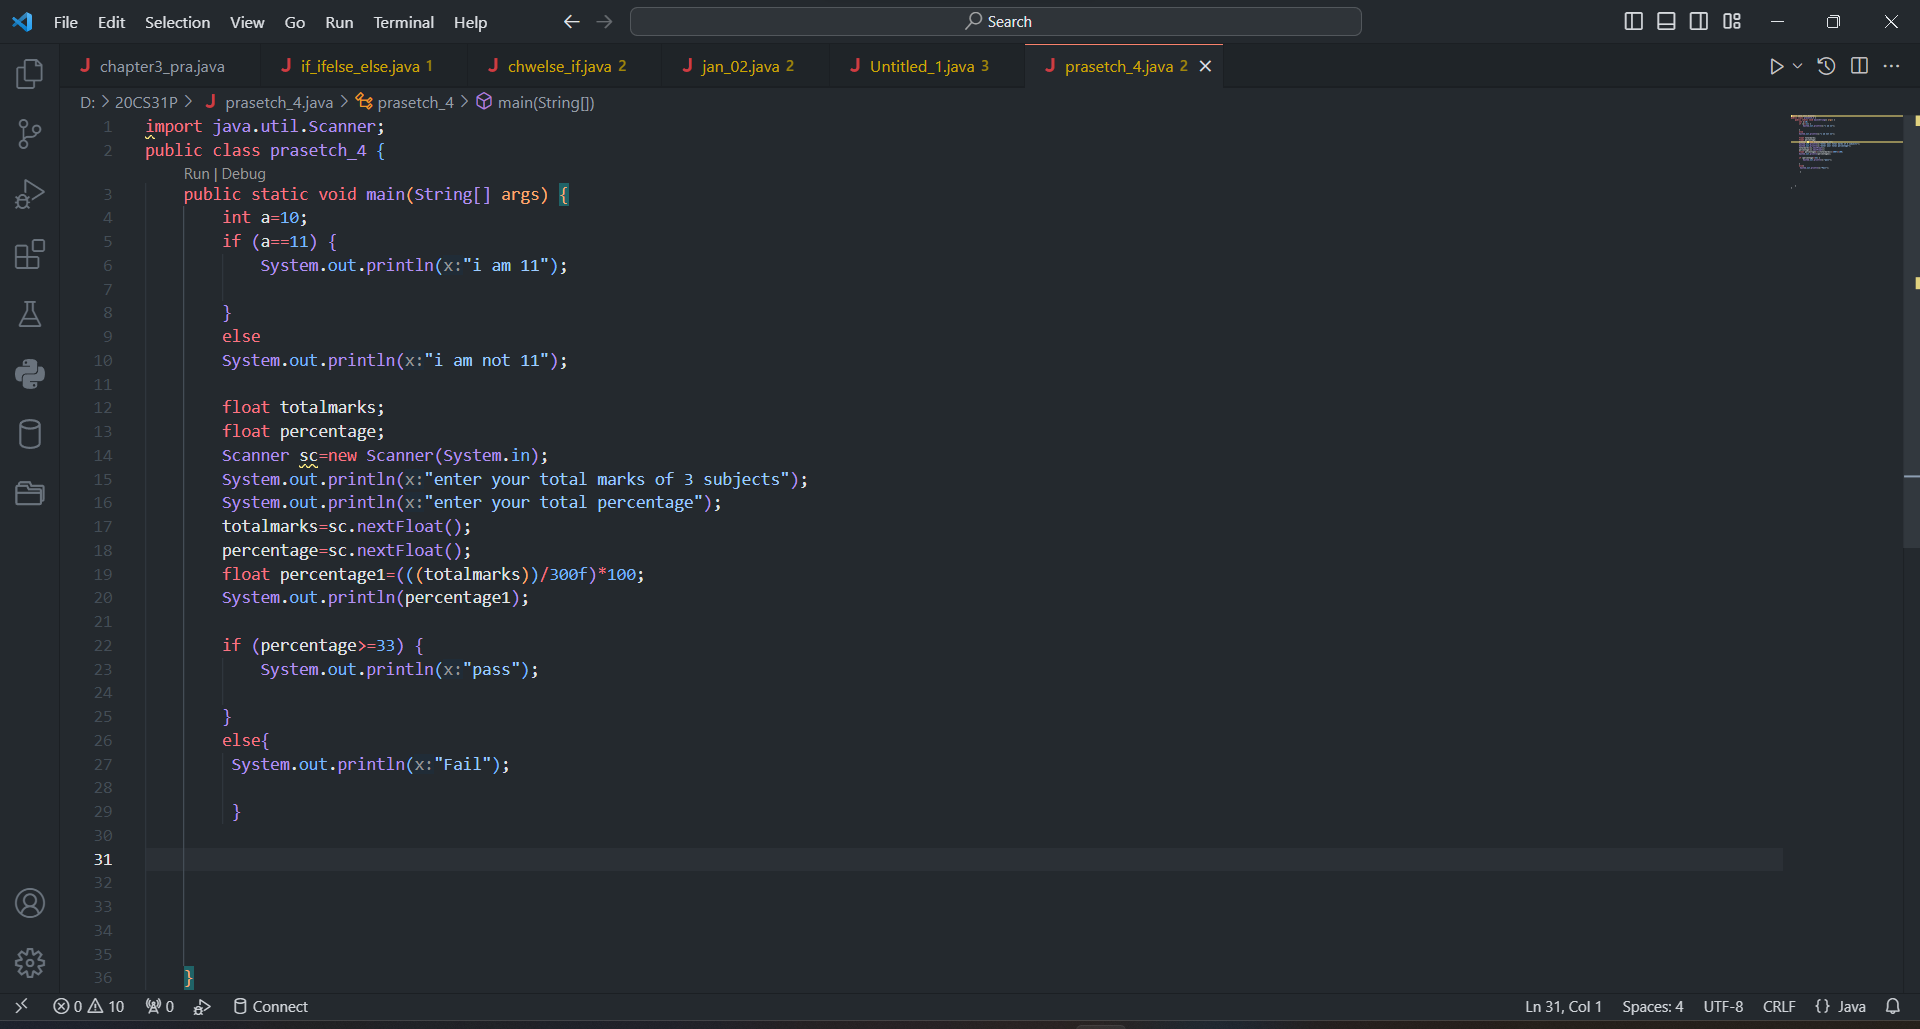 File Edit Selection View Go Run Terminal Help Search
J chapter3_pra.java J if_ifelse_else.java 1 J chwelse_if.java 2 J jan_02.java 2 J Untitled_1.java 3 J prasetch_4.java 2
D: > 20CS31P > J prasetch_4.java > prasetch_4 > main(String[])
1 import java.util.Scanner;
2 public class prasetch_4 {
Run | Debug
3 public static void main(String[] args) {
4 int a=10;
5 if (a==11) {
6 System.out.println(x:"i am 11");
7
8 }
9 else
10 System.out.println(x:"i am not 11");
11
12 float totalmarks;
13 float percentage;
14 Scanner sc=new Scanner(System.in);
15 System.out.println(x:"enter your total marks of 3 subjects");
16 System.out.println(x:"enter your total percentage");
17 totalmarks=sc.nextFloat();
18 percentage=sc.nextFloat();
19 float percentage1=(((totalmarks))/300f)*100;
20 System.out.println(percentage1);
21
22 if (percentage>=33) {
23 System.out.println(x:"pass");
24
25 }
26 else{
27 System.out.println(x:"Fail");
28
29 }
30
31
32
33
34
35
36 }
0 10 0 Connect Ln 31, Col 1 Spaces: 4 UTF-8 CRLF {} Java